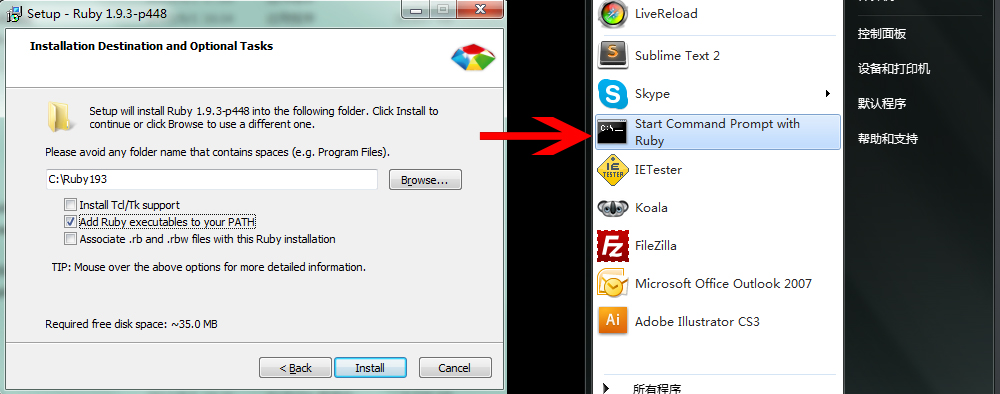 Setup - Ruby 1.9.3-p448
Installation Destination and Optional Tasks
Setup will install Ruby 1.9.3-p448 into the following folder. Click Install to
continue or click Browse to use a different one.
Please avoid any folder name that contains spaces (e.g. Program Files).
C:\Ruby193
Browse...
Install Tcl/Tk support
Add Ruby executables to your PATH
Associate .rb and .rbw files with this Ruby installation
TIP: Mouse over the above options for more detailed information.
Required free disk space: ~35.0 MB
< Back
Install
Cancel
LiveReload
Sublime Text 2
Skype
Start Command Prompt with
Ruby
IETester
Koala
FileZilla
Microsoft Office Outlook 2007
Adobe Illustrator CS3
所有程序
控制面板
设备和打印机
默认程序
帮助和支持